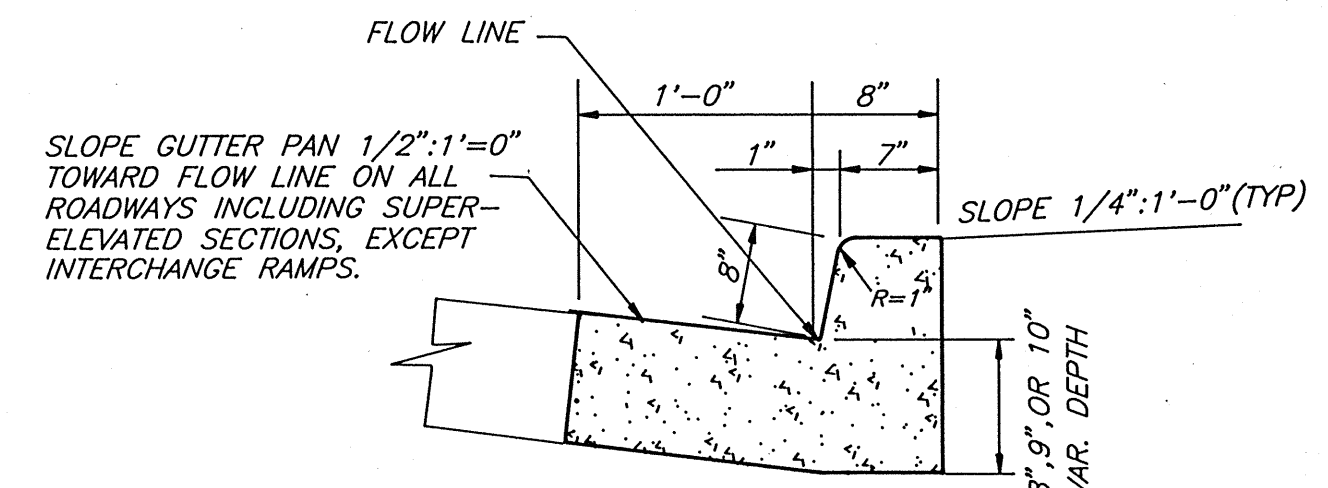 FLOW LINE
1'-0"
8"
SLOPE GUTTER PAN 1/2":1'=0"
TOWARD FLOW LINE ON ALL
ROADWAYS INCLUDING SUPER-
ELEVATED SECTIONS, EXCEPT
INTERCHANGE RAMPS.
1"
7"
SLOPE 1/4":1'-0"(TYP)
8"
R=1"
8",9",OR 10"
VAR. DEPTH